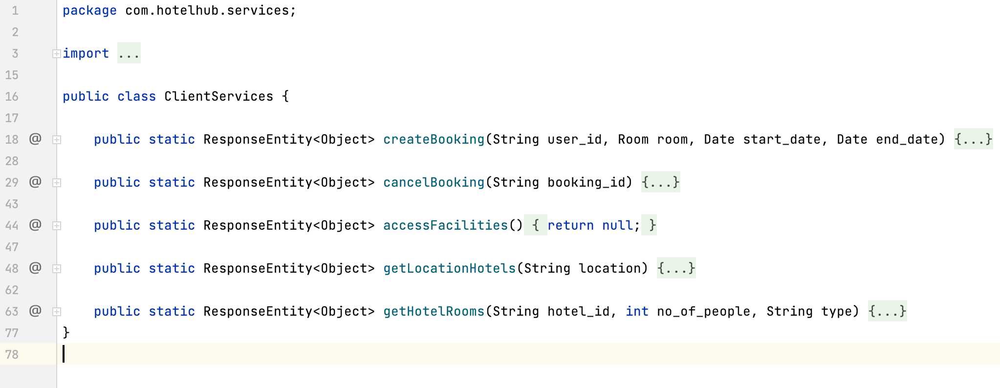 1 package com.hotelhub.services;
2
3 import ...
15
16 public class ClientServices {
17
18 @ public static ResponseEntity<Object> createBooking(String user_id, Room room, Date start_date, Date end_date) {...}
28
29 @ public static ResponseEntity<Object> cancelBooking(String booking_id) {...}
43
44 @ public static ResponseEntity<Object> accessFacilities() { return null; }
47
48 @ public static ResponseEntity<Object> getLocationHotels(String location) {...}
62
63 @ public static ResponseEntity<Object> getHotelRooms(String hotel_id, int no_of_people, String type) {...}
77 }
78